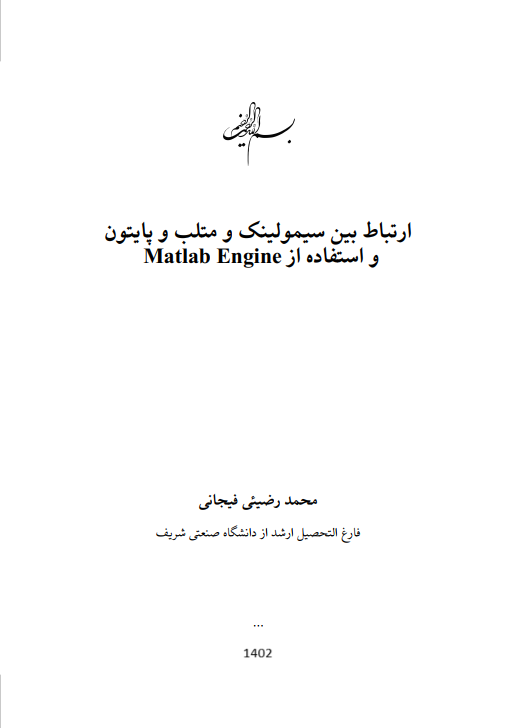 بسم الله الرحمن الرحیم
ارتباط بین سیمولینک و متلب و پایتون
و استفاده از Matlab Engine
محمد رضیئی فیجانی
فارغ التحصیل ارشد از دانشگاه صنعتی شریف
...
1402